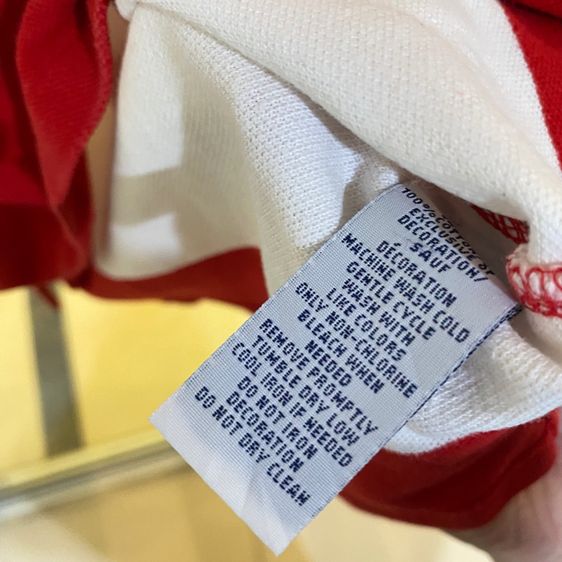 100% COTTON
EXCLUSIVE OF
DECORATION/
SAUF
DÉCORATION
MACHINE WASH COLD
GENTLE CYCLE
WASH WITH
LIKE COLORS
ONLY NON-CHLORINE
BLEACH WHEN
NEEDED
REMOVE PROMPTLY
TUMBLE DRY LOW
COOL IRON IF NEEDED
DO NOT IRON
DECORATION
DO NOT DRY CLEAN